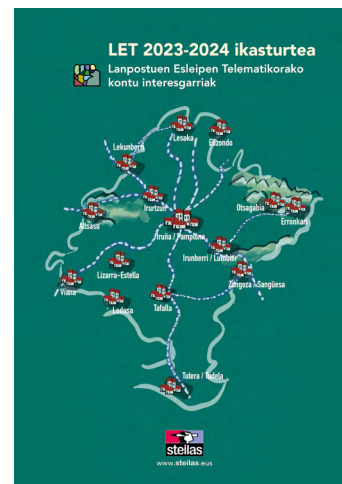 LET 2023-2024 ikasturtea
Lanpostuen Esleipen Telematikorako
kontu interesgarriak
Lesaka
Elizondo
Lekunberri
Irurtzun
Otsagabia
Erronkari
Altsasu
Iruña / Pamplona
Irunberri / Lumbier
Lizarra-Estella
Zangoza / Sangüesa
Viana
Lodosa
Tafalla
Tutera / Tudela
steilas
www.steilas.eus